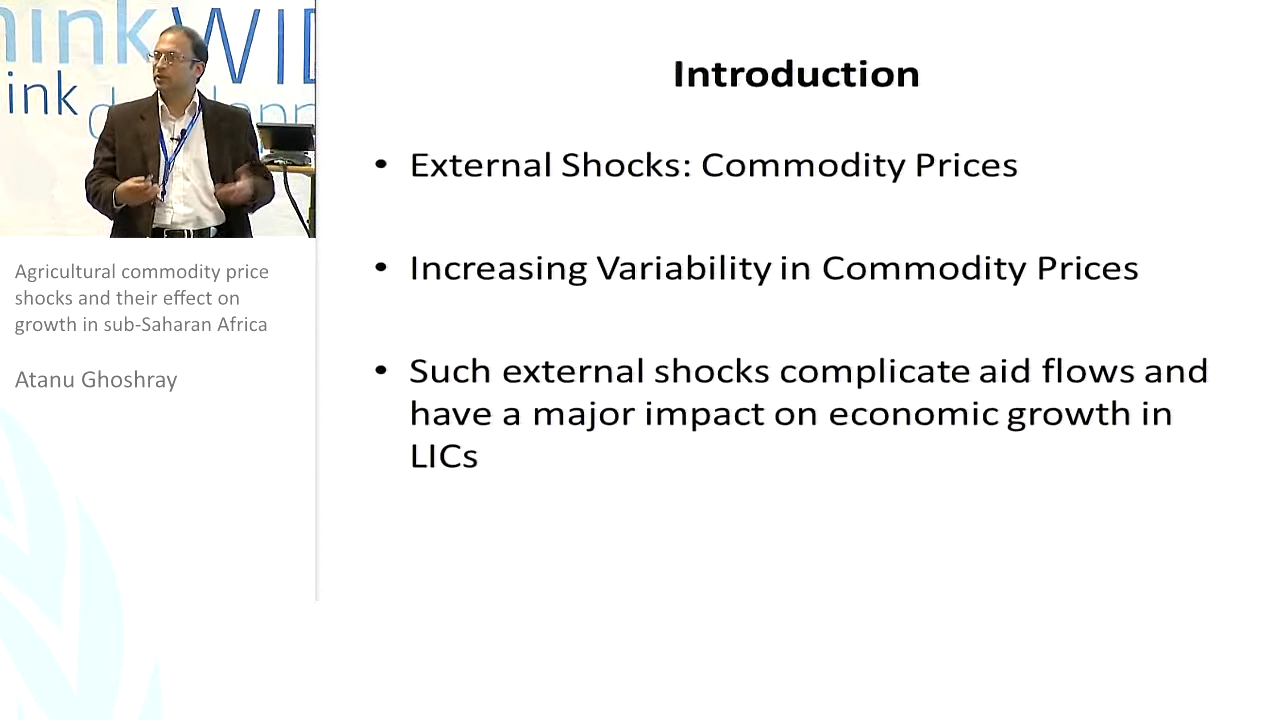 ink
Agricultural commodity price
shocks and their effect on
growth in sub-Saharan Africa
Atanu Ghoshray
Introduction
• External Shocks: Commodity Prices
• Increasing Variability in Commodity Prices
• Such external shocks complicate aid flows and
have a major impact on economic growth in
LICs